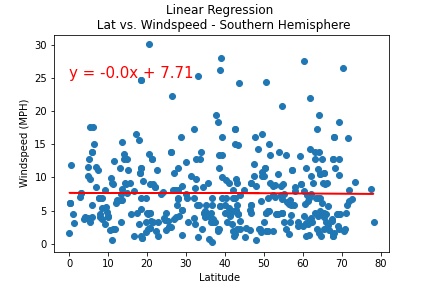 Linear Regression
Lat vs. Windspeed - Southern Hemisphere
y = -0.0x + 7.71
Windspeed (MPH)
30
25
20
15
10
5
0
0 10 20 30 40 50 60 70 80
Latitude